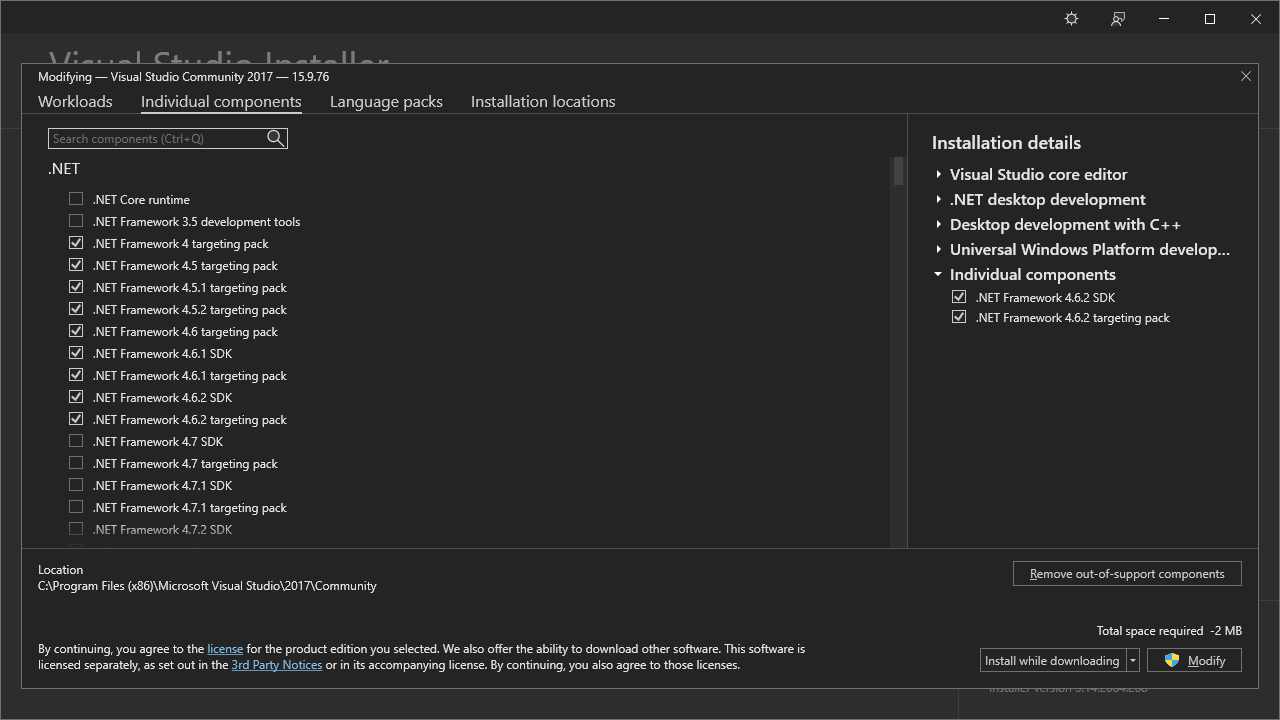 Visual Studio Installer
Modifying — Visual Studio Community 2017 — 15.9.76
Workloads
Individual components
Language packs
Installation locations
Search components (Ctrl+Q)
.NET
.NET Core runtime
.NET Framework 3.5 development tools
.NET Framework 4 targeting pack
.NET Framework 4.5 targeting pack
.NET Framework 4.5.1 targeting pack
.NET Framework 4.5.2 targeting pack
.NET Framework 4.6 targeting pack
.NET Framework 4.6.1 SDK
.NET Framework 4.6.1 targeting pack
.NET Framework 4.6.2 SDK
.NET Framework 4.6.2 targeting pack
.NET Framework 4.7 SDK
.NET Framework 4.7 targeting pack
.NET Framework 4.7.1 SDK
.NET Framework 4.7.1 targeting pack
.NET Framework 4.7.2 SDK
Installation details
Visual Studio core editor
.NET desktop development
Desktop development with C++
Universal Windows Platform develop...
Individual components
.NET Framework 4.6.2 SDK
.NET Framework 4.6.2 targeting pack
Location
C:\Program Files (x86)\Microsoft Visual Studio\2017\Community
Remove out-of-support components
Total space required -2 MB
By continuing, you agree to the license for the product edition you selected. We also offer the ability to download other software. This software is
licensed separately, as set out in the 3rd Party Notices or in its accompanying license. By continuing, you also agree to those licenses.
Install while downloading
Modify
Installer version